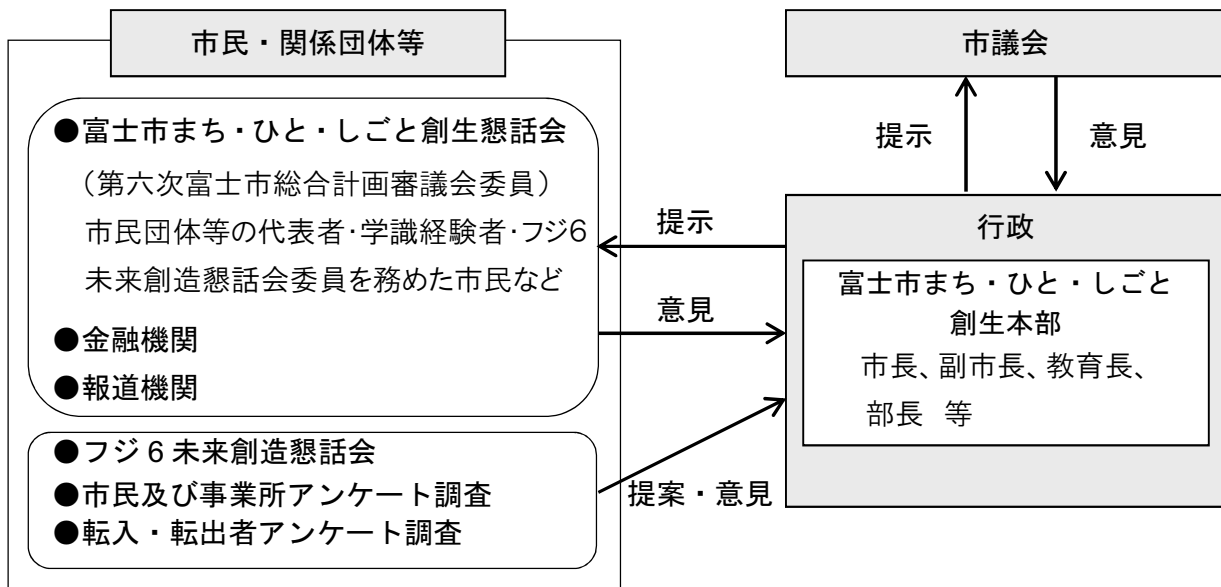 市民・関係団体等
●富士市まち・ひと・しごと創生懇話会
(第六次富士市総合計画審議会委員)
市民団体等の代表者・学識経験者・フジ6
未来創造懇話会委員を務めた市民など
●金融機関
●報道機関
●フジ6未来創造懇話会
●市民及び事業所アンケート調査
●転入・転出者アンケート調査
提示
意見
提案・意見
市議会
提示
意見
行政
富士市まち・ひと・しごと
創生本部
市長、副市長、教育長、
部長 等